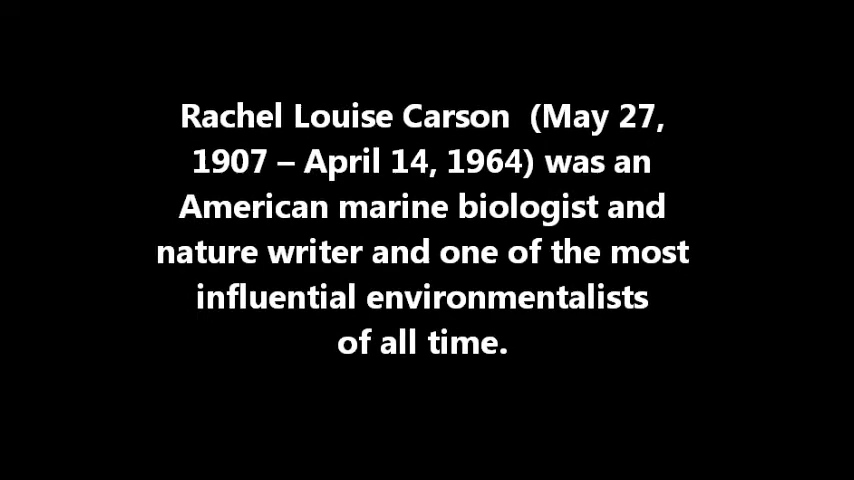 Rachel Louise Carson  (May 27,
1907 – April 14, 1964) was an
American marine biologist and
nature writer and one of the most
influential environmentalists
of all time.